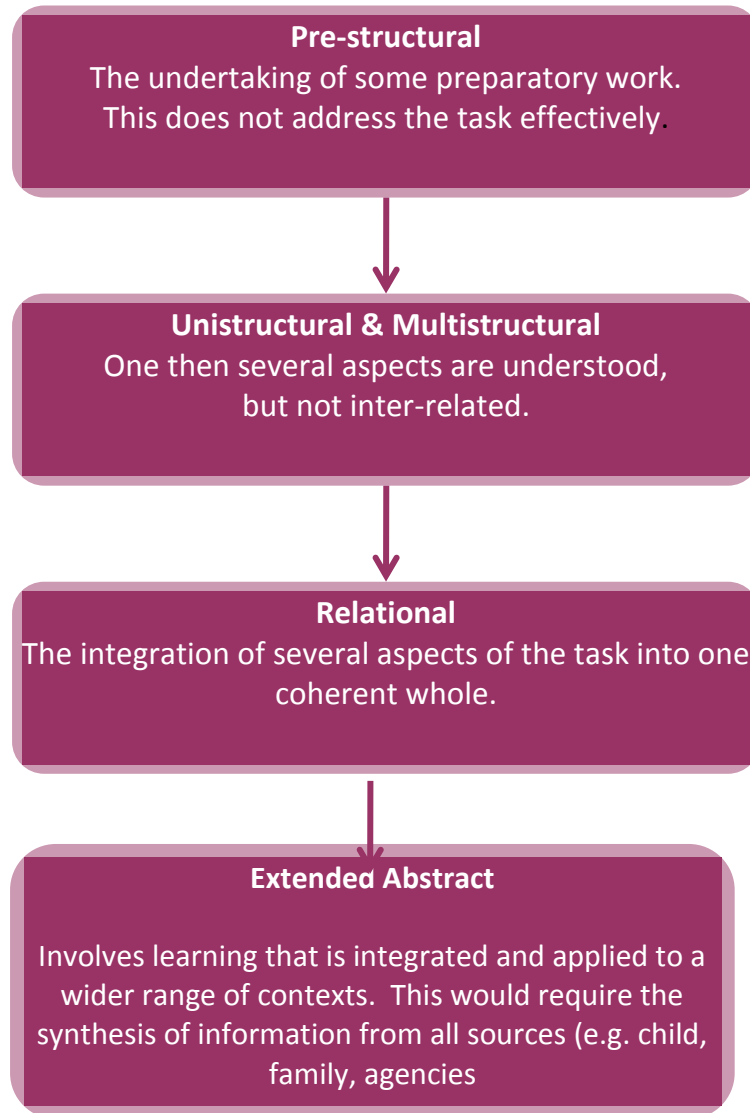 Pre-structural
The undertaking of some preparatory work.
This does not address the task effectively.
Unistructural & Multistructural
One then several aspects are understood,
but not inter-related.
Relational
The integration of several aspects of the task into one
coherent whole.
Extended Abstract
Involves learning that is integrated and applied to a
wider range of contexts.  This would require the
synthesis of information from all sources (e.g. child,
family, agencies